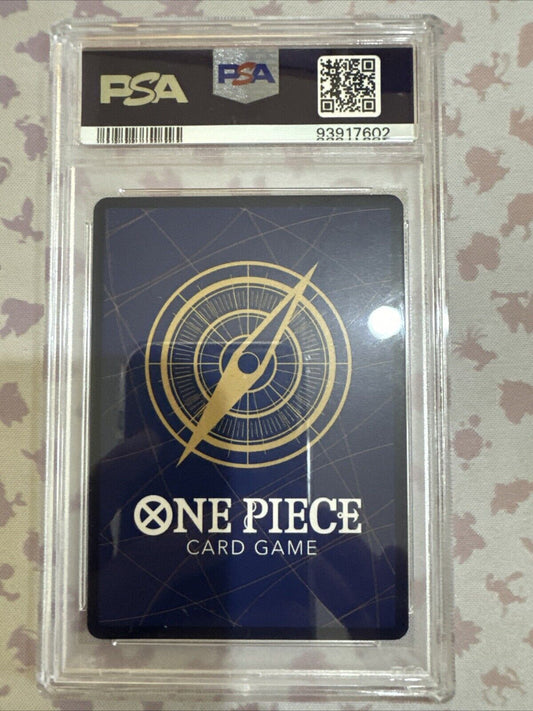 PSA
PSA
93917602
ONE PIECE
CARD GAME